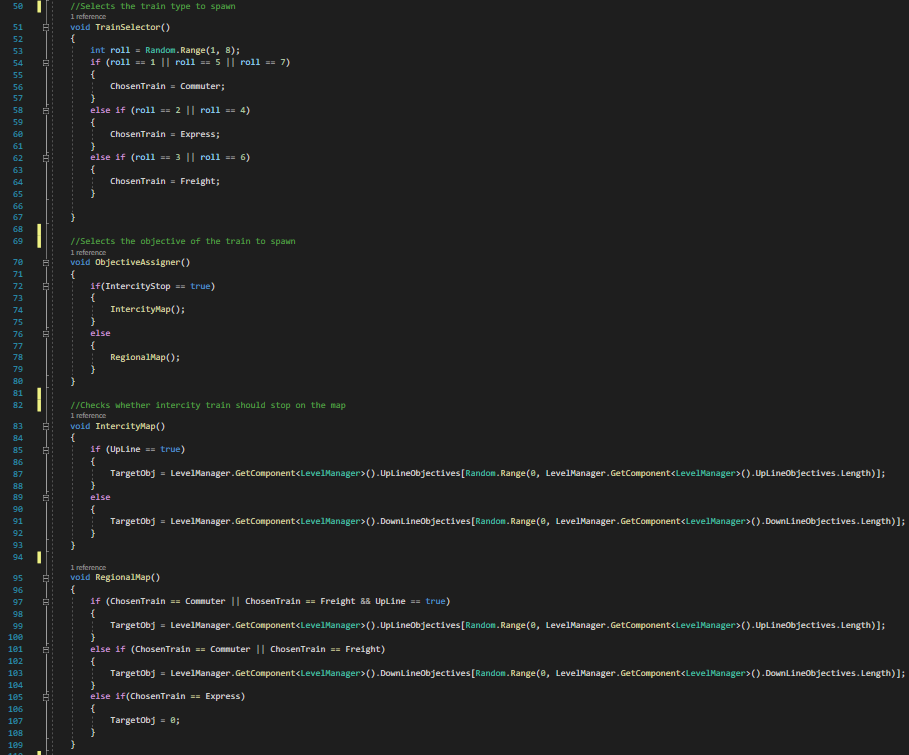 50 //Selects the train type to spawn
1 reference
51 void TrainSelector()
52 {
53 int roll = Random.Range(1, 8);
54 if (roll == 1 || roll == 5 || roll == 7)
55 {
56 ChosenTrain = Commuter;
57 }
58 else if (roll == 2 || roll == 4)
59 {
60 ChosenTrain = Express;
61 }
62 else if (roll == 3 || roll == 6)
63 {
64 ChosenTrain = Freight;
65 }
66
67 }
68
69 //Selects the objective of the train to spawn
1 reference
70 void ObjectiveAssigner()
71 {
72 if(IntercityStop == true)
73 {
74 IntercityMap();
75 }
76 else
77 {
78 RegionalMap();
79 }
80 }
81
82 //Checks whether intercity train should stop on the map
1 reference
83 void IntercityMap()
84 {
85 if (UpLine == true)
86 {
87 TargetObj = LevelManager.GetComponent<LevelManager>().UpLineObjectives[Random.Range(0, LevelManager.GetComponent<LevelManager>().UpLineObjectives.Length)];
88 }
89 else
90 {
91 TargetObj = LevelManager.GetComponent<LevelManager>().DownLineObjectives[Random.Range(0, LevelManager.GetComponent<LevelManager>().DownLineObjectives.Length)];
92 }
93 }
94
1 reference
95 void RegionalMap()
96 {
97 if (ChosenTrain == Commuter || ChosenTrain == Freight && UpLine == true)
98 {
99 TargetObj = LevelManager.GetComponent<LevelManager>().UpLineObjectives[Random.Range(0, LevelManager.GetComponent<LevelManager>().UpLineObjectives.Length)];
100 }
101 else if (ChosenTrain == Commuter || ChosenTrain == Freight)
102 {
103 TargetObj = LevelManager.GetComponent<LevelManager>().DownLineObjectives[Random.Range(0, LevelManager.GetComponent<LevelManager>().DownLineObjectives.Length)];
104 }
105 else if(ChosenTrain == Express)
106 {
107 TargetObj = 0;
108 }
109 }